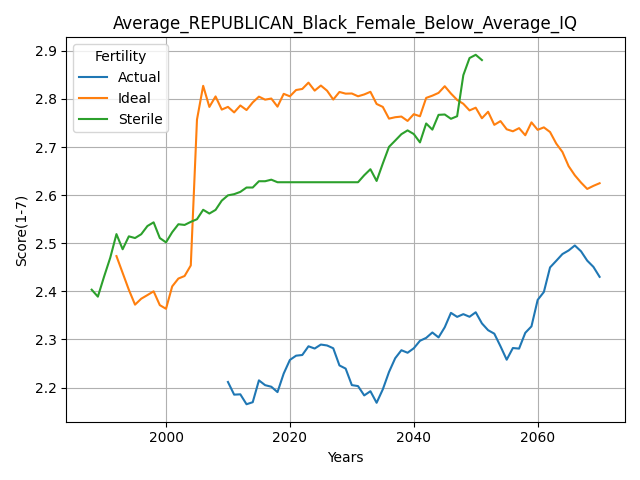 Average_REPUBLICAN_Black_Female_Below_Average_IQ
Fertility
Actual
Ideal
Sterile
Score(1-7)
2.9
2.8
2.7
2.6
2.5
2.4
2.3
2.2
2000
2020
2040
2060
Years